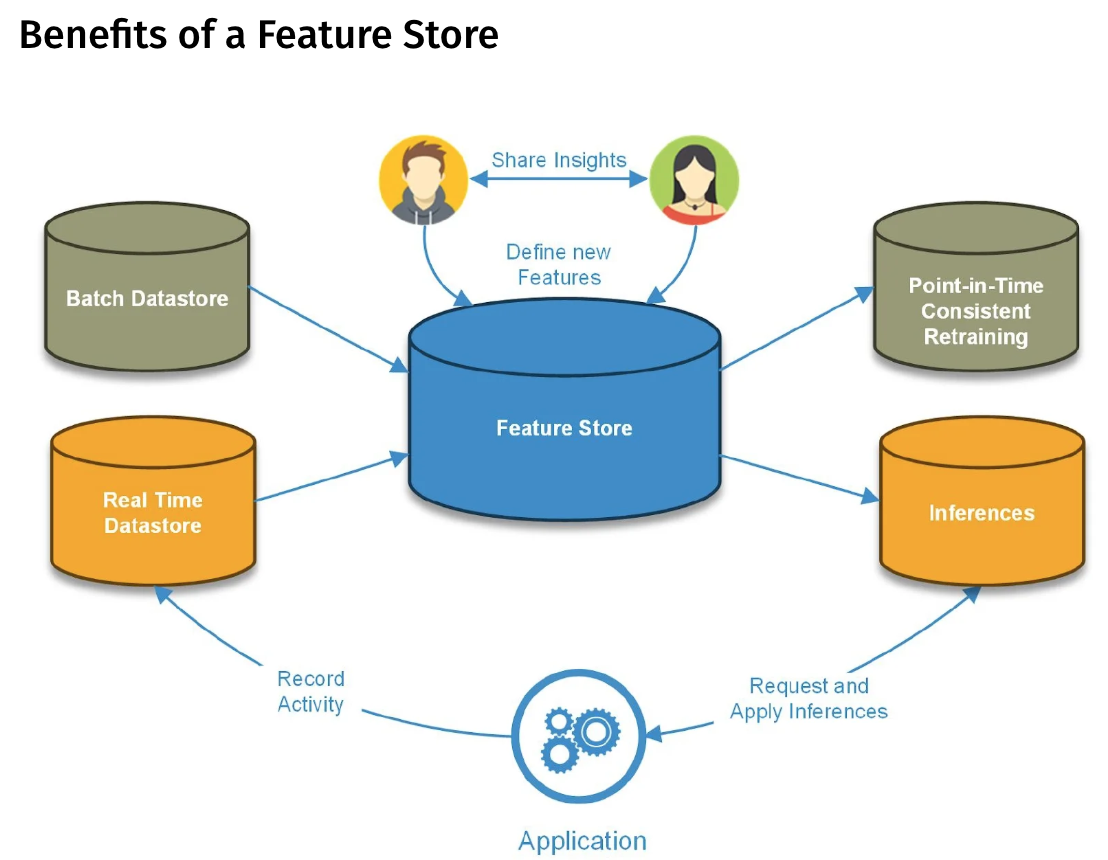 Benefits of a Feature Store
Share Insights
Define new
Features
Batch Datastore
Point-in-Time
Consistent
Retraining
Feature Store
Real Time
Datastore
Inferences
Record
Activity
Request and
Apply Inferences
Application